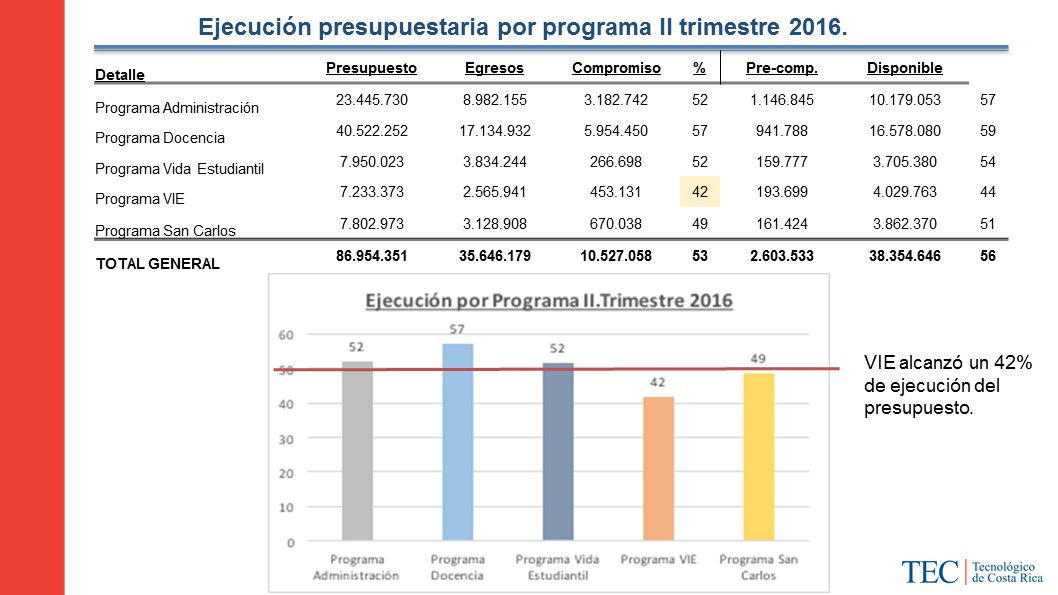 Ejecución presupuestaria por programa II trimestre 2016.
Detalle Presupuesto Egresos Compromiso % Pre-comp. Disponible
Programa Administración 23.445.730 8.982.155 3.182.742 52 1.146.845 10.179.053 57
Programa Docencia 40.522.252 17.134.932 5.954.450 57 941.788 16.578.080 59
Programa Vida Estudiantil 7.950.023 3.834.244 266.698 52 159.777 3.705.380 54
Programa VIE 7.233.373 2.565.941 453.131 42 193.699 4.029.763 44
Programa San Carlos 7.802.973 3.128.908 670.038 49 161.424 3.862.370 51
TOTAL GENERAL 86.954.351 35.646.179 10.527.058 53 2.603.533 38.354.646 56
Ejecución por Programa II.Trimestre 2016
60
50
40
30
20
10
0
52
57
52
42
49
Programa
Administración
Programa
Docencia
Programa Vida
Estudiantil
Programa VIE
Programa San
Carlos
VIE alcanzó un 42%
de ejecución del
presupuesto.
TEC
Tecnológico
de Costa Rica